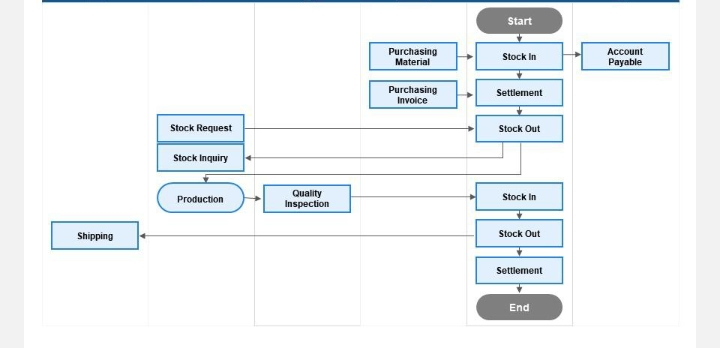 Start
Purchasing
Material
Stock In
Account
Payable
Purchasing
Invoice
Settlement
Stock Request
Stock Out
Stock Inquiry
Production
Quality
Inspection
Stock In
Shipping
Stock Out
Settlement
End